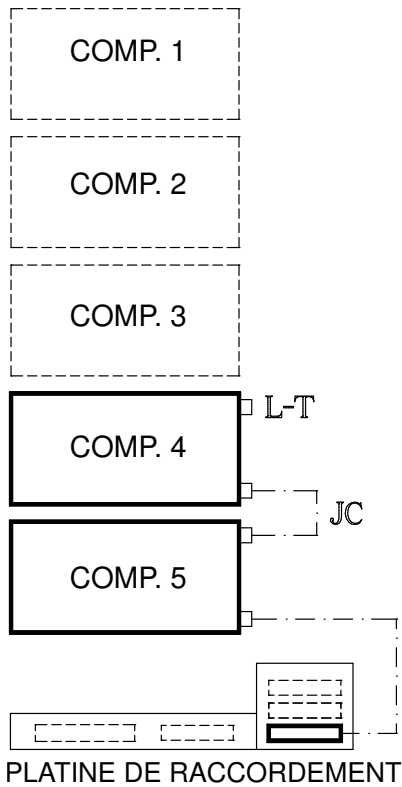 COMP. 1
COMP. 2
COMP. 3
L-T
COMP. 4
JC
COMP. 5
PLATINE DE RACCORDEMENT